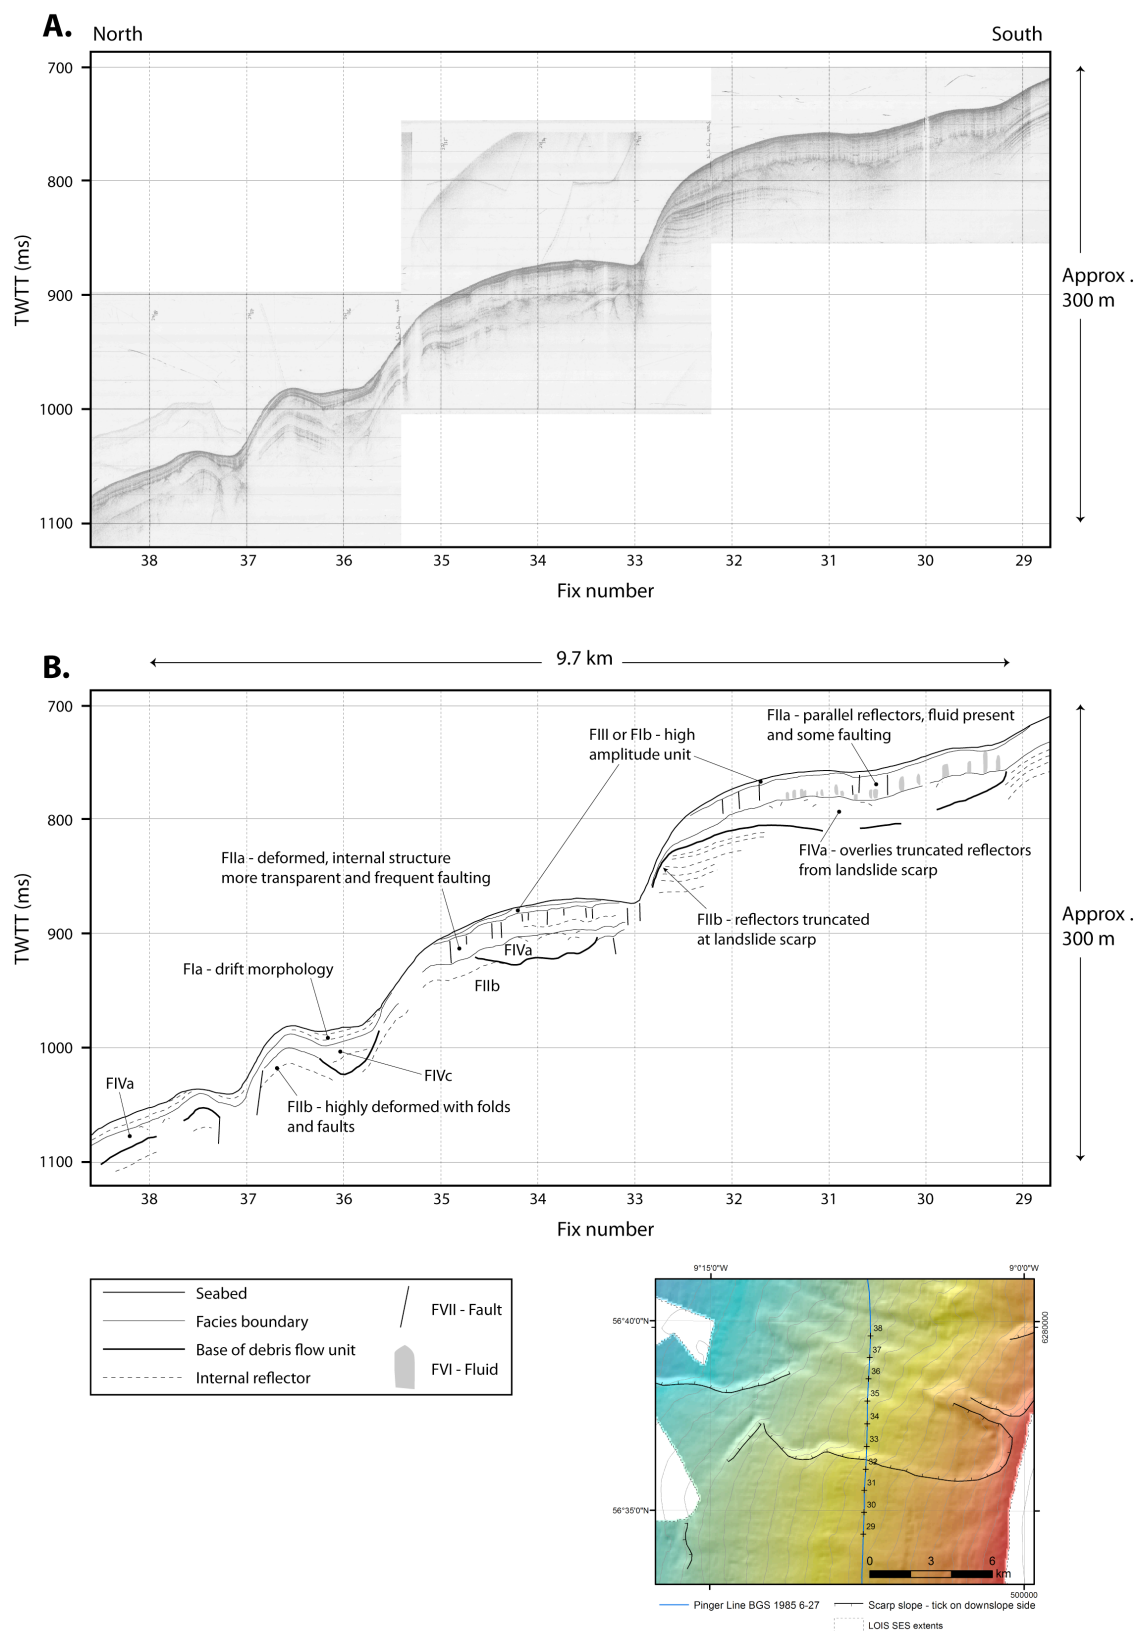 A.
North
South
700
800
900
1000
1100
TWTT (ms)
Approx .
300 m
38
37
36
35
34
33
32
31
30
29
Fix number
B.
9.7 km
700
800
900
1000
1100
TWTT (ms)
Approx .
300 m
FIIa - parallel reflectors, fluid present
and some faulting
FIII or FIb - high
amplitude unit
FIVa - overlies truncated reflectors
from landslide scarp
FIIa - deformed, internal structure
more transparent and frequent faulting
FIIb - reflectors truncated
at landslide scarp
FIVa
FIIb
FIa - drift morphology
FIVc
FIVa
FIIb - highly deformed with folds
and faults
38
37
36
35
34
33
32
31
30
29
Fix number
Seabed
Facies boundary
Base of debris flow unit
Internal reflector
FVII - Fault
FVI - Fluid
9°15'0"W
9°0'0"W
56°40'0"N
6280000
38
37
36
35
34
33
32
31
30
29
56°35'0"N
0
3
6
km
500000
Pinger Line BGS 1985 6-27
Scarp slope - tick on downslope side
LOIS SES extents